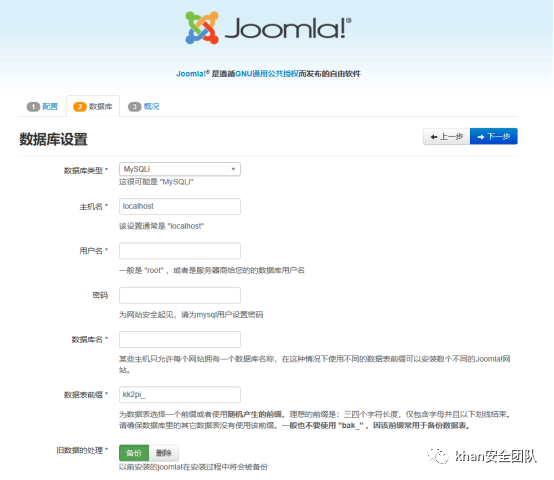 Joomla!®
Joomla!® 是遵循GNU通用公共授权而发布的自由软件
1 配置 2 数据库 3 概况
数据库设置
上一步 下一步
数据库类型 * MySQLi
这很可能是 "MySQLi"
主机名 * localhost
该设置通常是 "localhost"
用户名 *
一般是 "root" ，或者是服务器商给您的的数据库用户名
密码
为网站安全起见，请为mysql用户设置密码
数据库名 *
某些主机只允许每个网站拥有一个数据库名称，在这种情况下使用不同的数据表前缀可以安装数个不同的Joomla!网
站。
数据表前缀 * kk2pi_
为数据表选择一个前缀或者使用随机产生的前缀。理想的前缀是：三四个字符长度，仅包含字母并且以下划线结束。
请确保数据库里的其它数据表没有使用该前缀。一般也不要使用 "bak_" ，因该前缀常用于备份数据表。
旧数据的处理 * 备份 删除
以前安装的joomla!在安装过程中将会被备份
khan安全团队